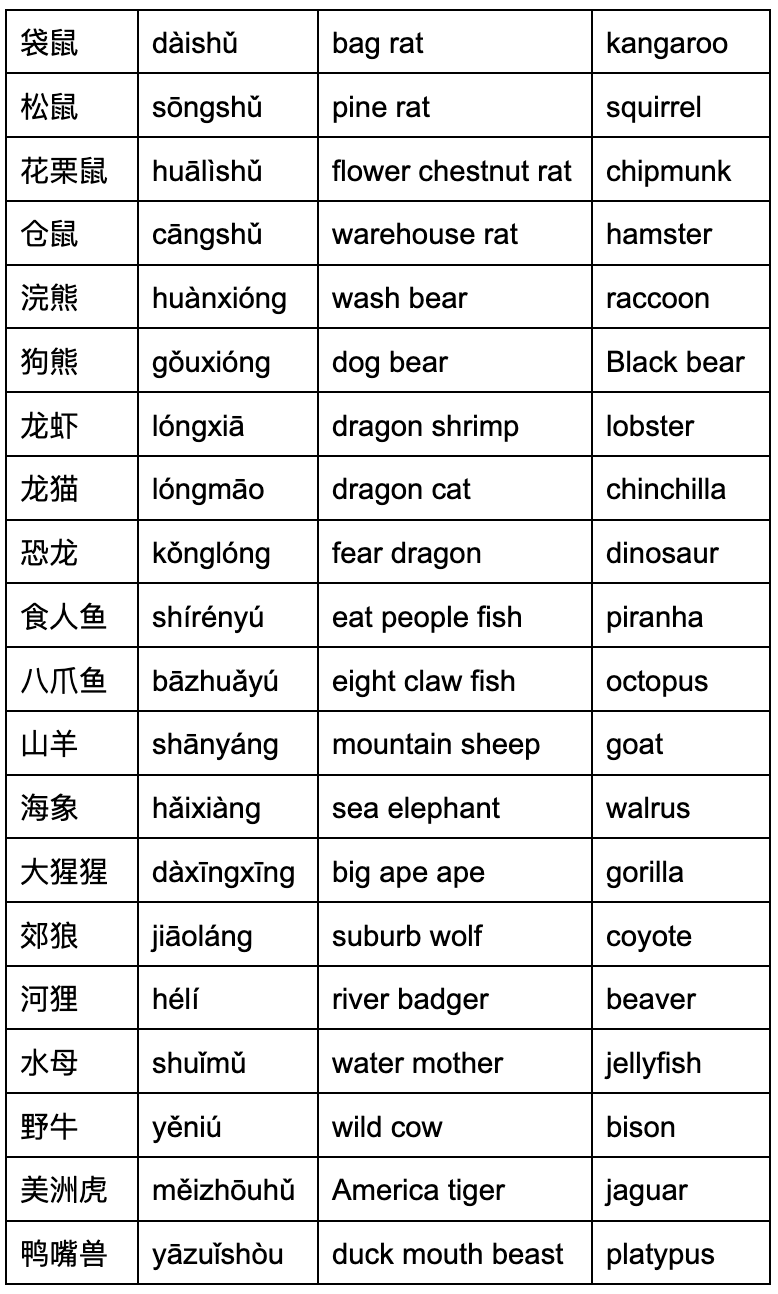 袋鼠 dàishǔ bag rat kangaroo
松鼠 sōngshǔ pine rat squirrel
花栗鼠 huālìshǔ flower chestnut rat chipmunk
仓鼠 cāngshǔ warehouse rat hamster
浣熊 huànxióng wash bear raccoon
狗熊 gǒuxióng dog bear Black bear
龙虾 lóngxiā dragon shrimp lobster
龙猫 lóngmāo dragon cat chinchilla
恐龙 kǒnglóng fear dragon dinosaur
食人鱼 shírényú eat people fish piranha
八爪鱼 bāzhuǎyú eight claw fish octopus
山羊 shānyáng mountain sheep goat
海象 hǎixiàng sea elephant walrus
大猩猩 dàxīngxīng big ape ape gorilla
郊狼 jiāoláng suburb wolf coyote
河狸 hélí river badger beaver
水母 shuǐmǔ water mother jellyfish
野牛 yěniú wild cow bison
美洲虎 měizhōuhǔ America tiger jaguar
鸭嘴兽 yāzuǐshòu duck mouth beast platypus